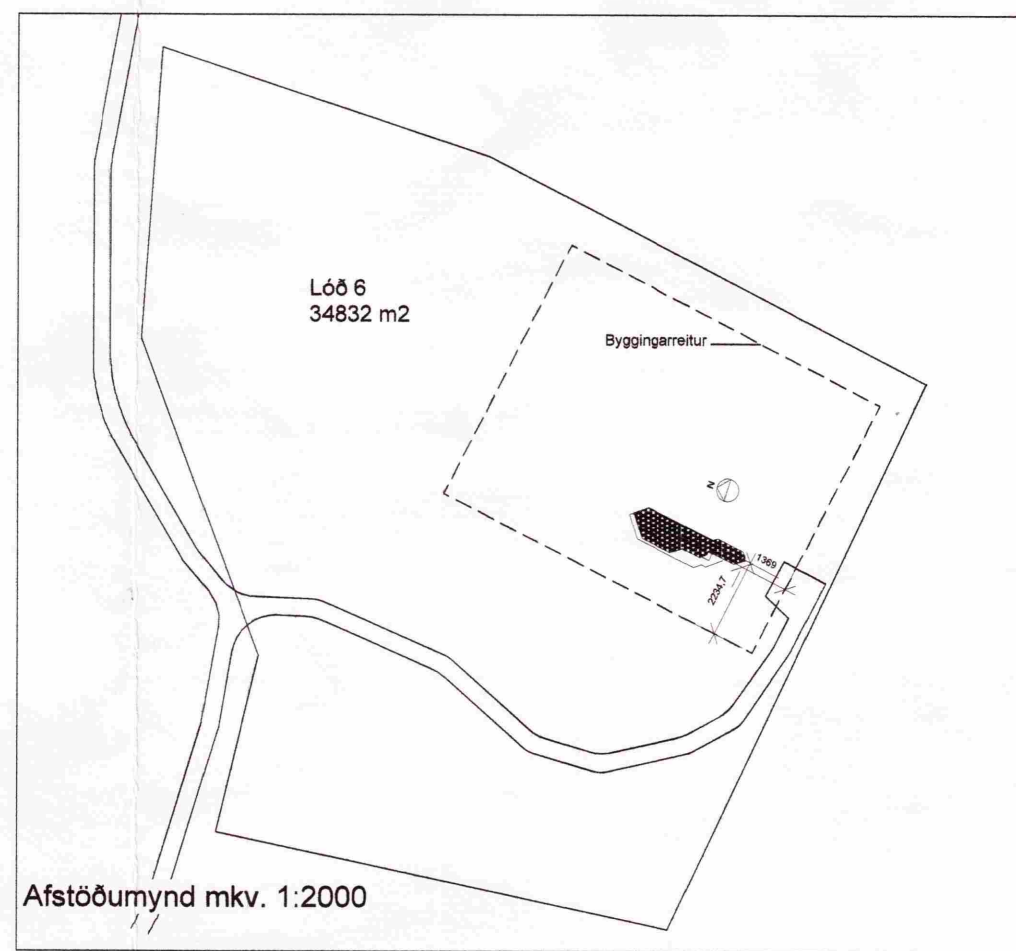 Lóð 6
34832 m2
Byggingarreitur
N
1369
2234,7
Afstöðumynd mkv. 1:2000